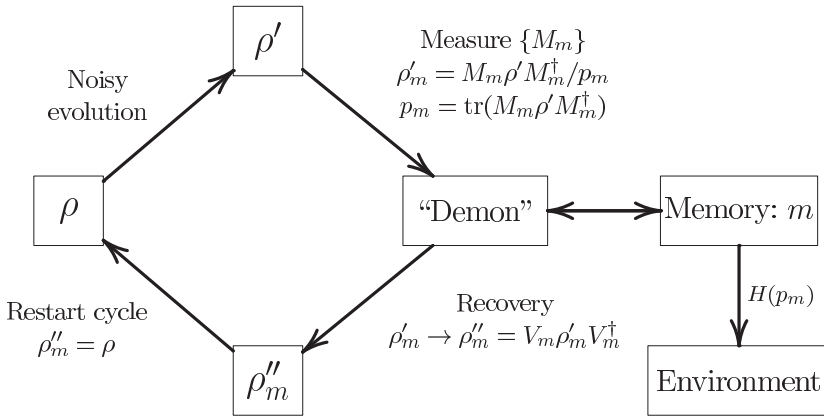 ρ′
Measure {M_m}
ρ′_m = M_m ρ′ M_m^† / p_m
p_m = tr(M_m ρ′ M_m^†)
Noisy
evolution
ρ
“Demon”
Memory: m
H(p_m)
Restart cycle
ρ″_m = ρ
Recovery
ρ′_m → ρ″_m = V_m ρ′_m V_m^†
ρ″_m
Environment